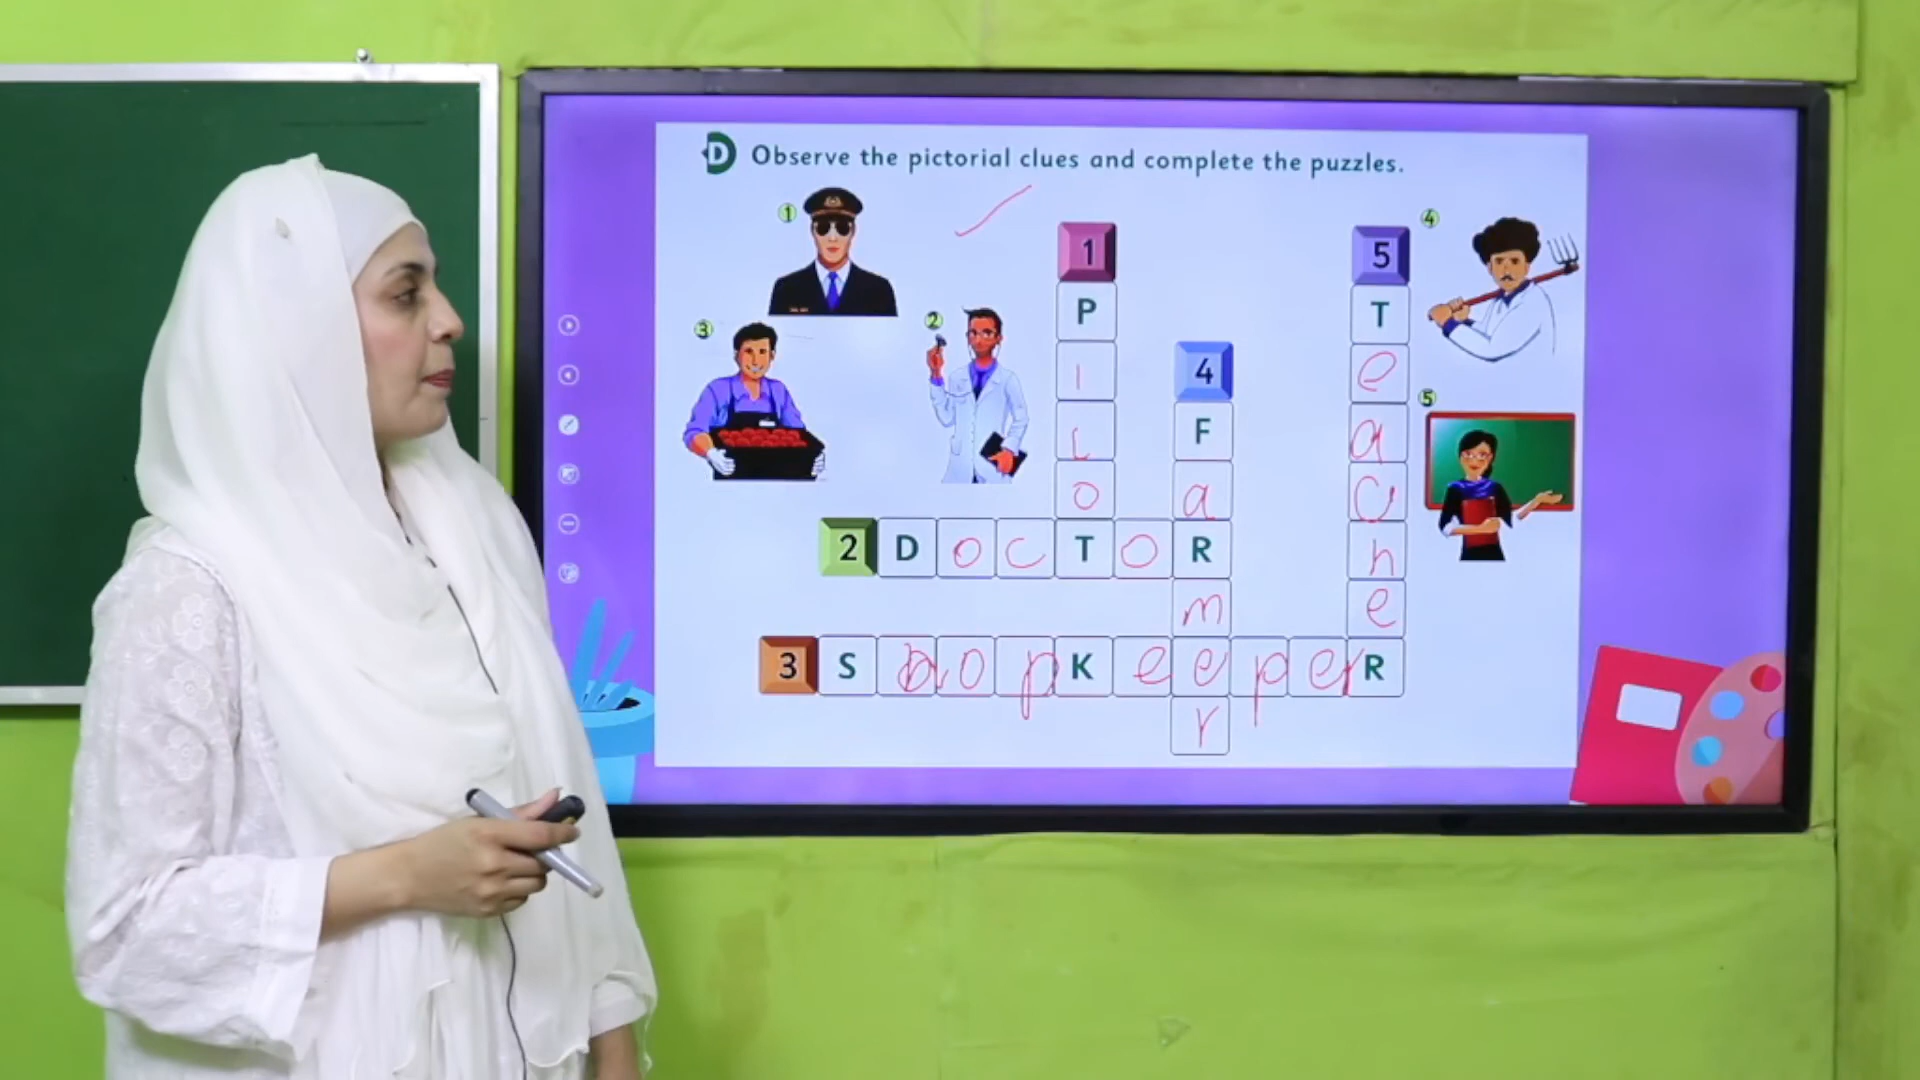 D Observe the pictorial clues and complete the puzzles.
1
4
1
5
3
2
P
T
i
4
e
5
L
F
a
o
a
c
2 D o c T o R
h
m
e
3 S h o p K e e p e r R
r